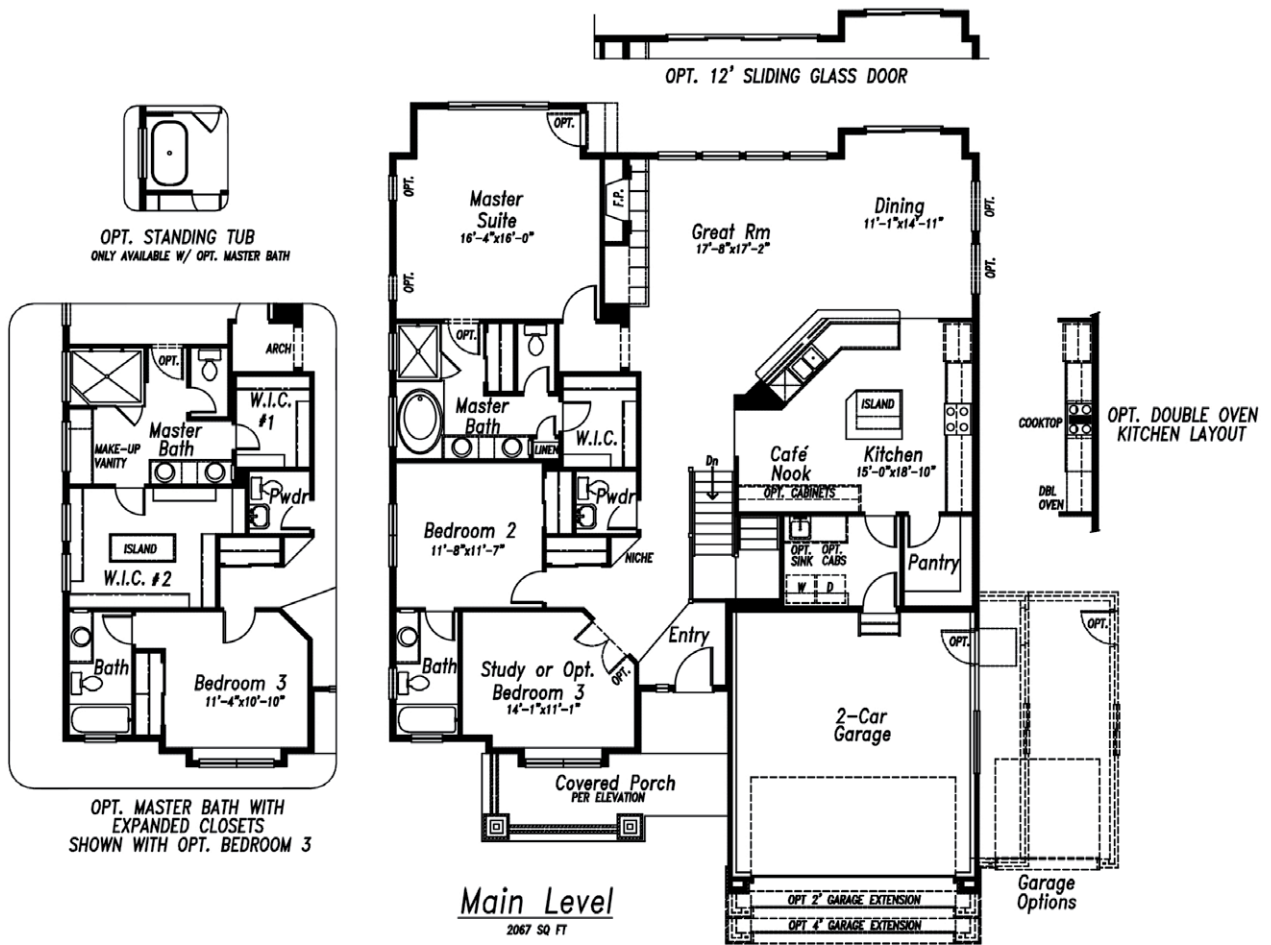 OPT. 12' SLIDING GLASS DOOR
OPT. STANDING TUB
ONLY AVAILABLE W/ OPT. MASTER BATH
OPT.
OPT.
OPT.
Master
Suite
16'-4"x16'-0"
F.P.
Great Rm
17'-8"x17'-2"
Dining
11'-1"x14'-11"
OPT.
OPT.
OPT.
Master
Bath
LINEN
W.I.C.
Pwdr
Bedroom 2
11'-8"x11'-7"
NICHE
Bath
Study or Opt.
Bedroom 3
14'-1"x11'-1"
OPT.
Entry
Dn
ISLAND
Café
Nook
Kitchen
15'-0"x18'-10"
OPT. CABINETS
OPT.
SINK
OPT.
CABS
W
D
Pantry
2-Car
Garage
OPT.
OPT.
Covered Porch
PER ELEVATION
OPT 2' GARAGE EXTENSION
OPT 4' GARAGE EXTENSION
Garage
Options
COOKTOP
DBL
OVEN
OPT. DOUBLE OVEN
KITCHEN LAYOUT
ARCH
OPT.
W.I.C.
#1
Master
Bath
MAKE-UP
VANITY
Pwdr
ISLAND
W.I.C. #2
Bath
Bedroom 3
11'-4"x10'-10"
OPT. MASTER BATH WITH
EXPANDED CLOSETS
SHOWN WITH OPT. BEDROOM 3
Main Level
2067 SQ FT